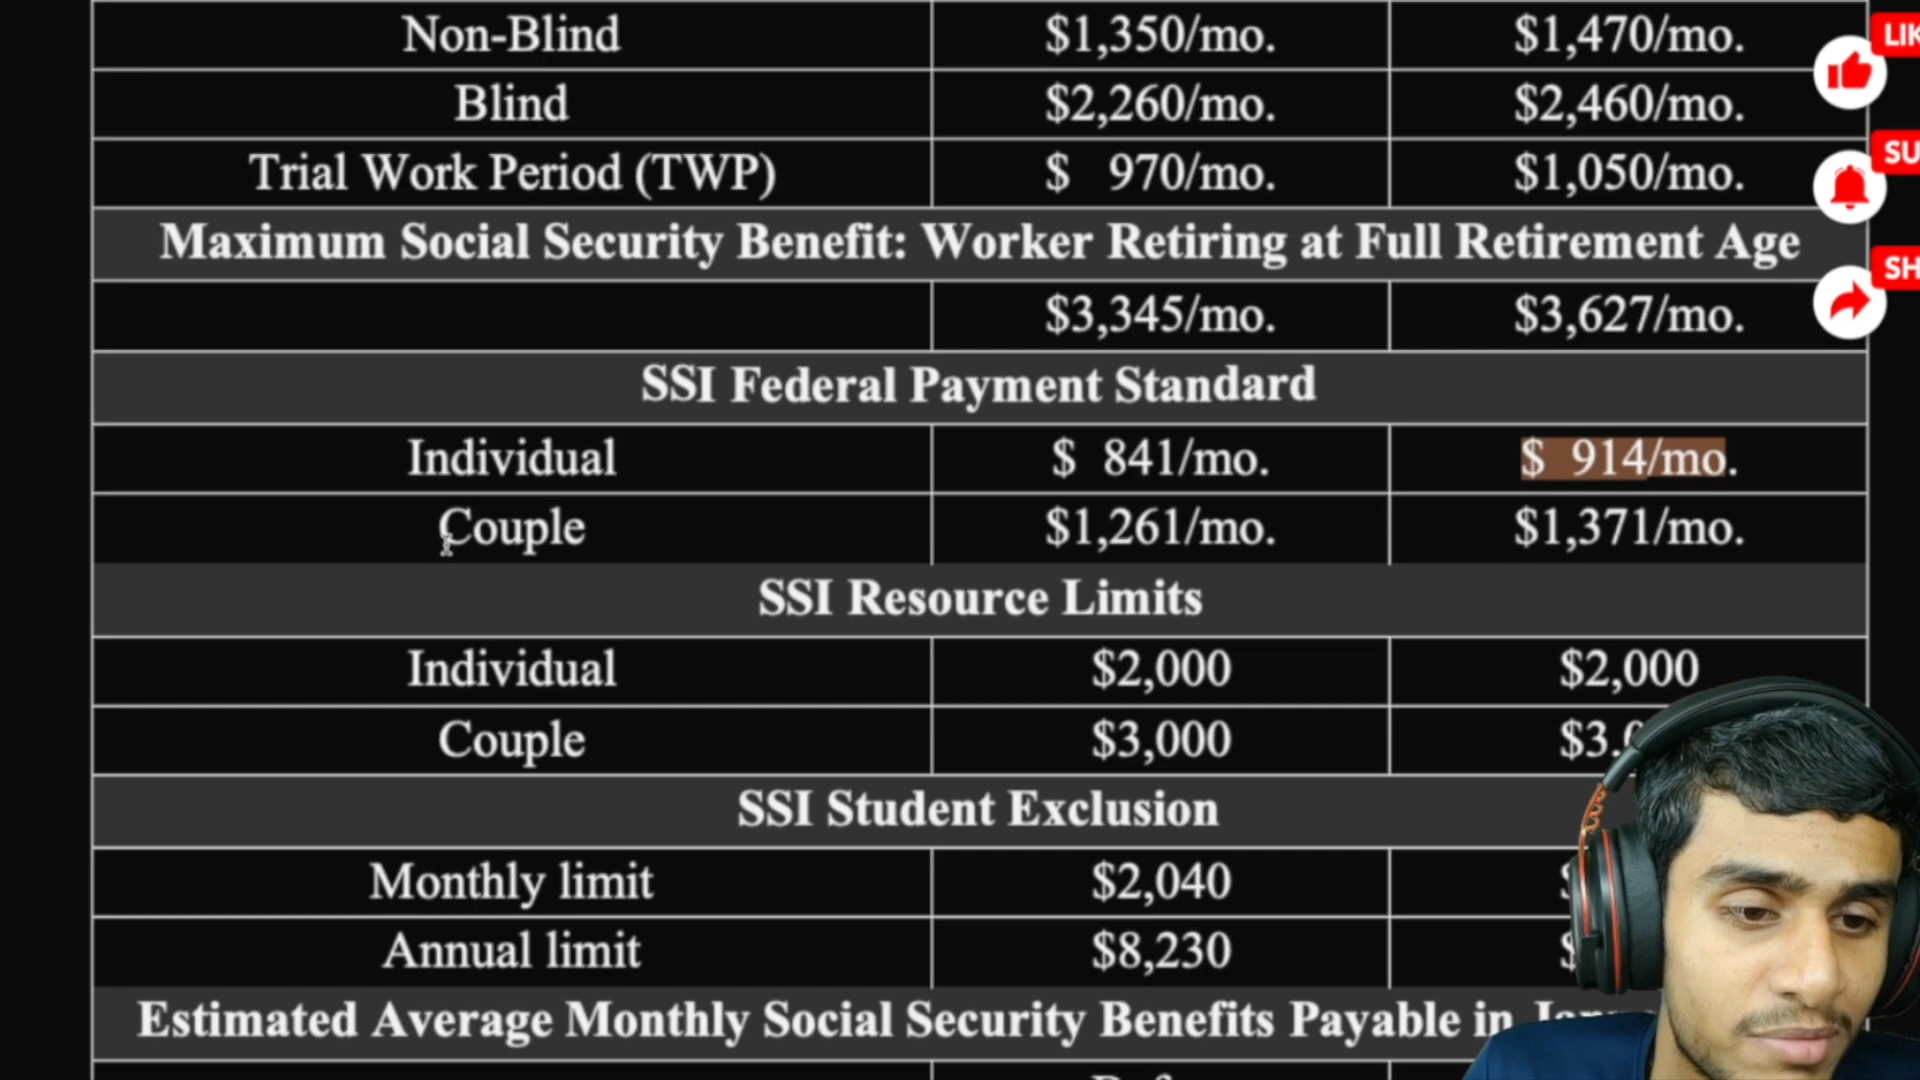 Non-Blind $1,350/mo. $1,470/mo.
LIK
Blind $2,260/mo. $2,460/mo.
Trial Work Period (TWP) $ 970/mo. $1,050/mo.
SU
Maximum Social Security Benefit: Worker Retiring at Full Retirement Age
SH
$3,345/mo. $3,627/mo.
SSI Federal Payment Standard
Individual $ 841/mo. $ 914/mo.
Couple $1,261/mo. $1,371/mo.
SSI Resource Limits
Individual $2,000 $2,000
Couple $3,000
SSI Student Exclusion
Monthly limit $2,040
Annual limit $8,230
Estimated Average Monthly Social Security Benefits Payable in